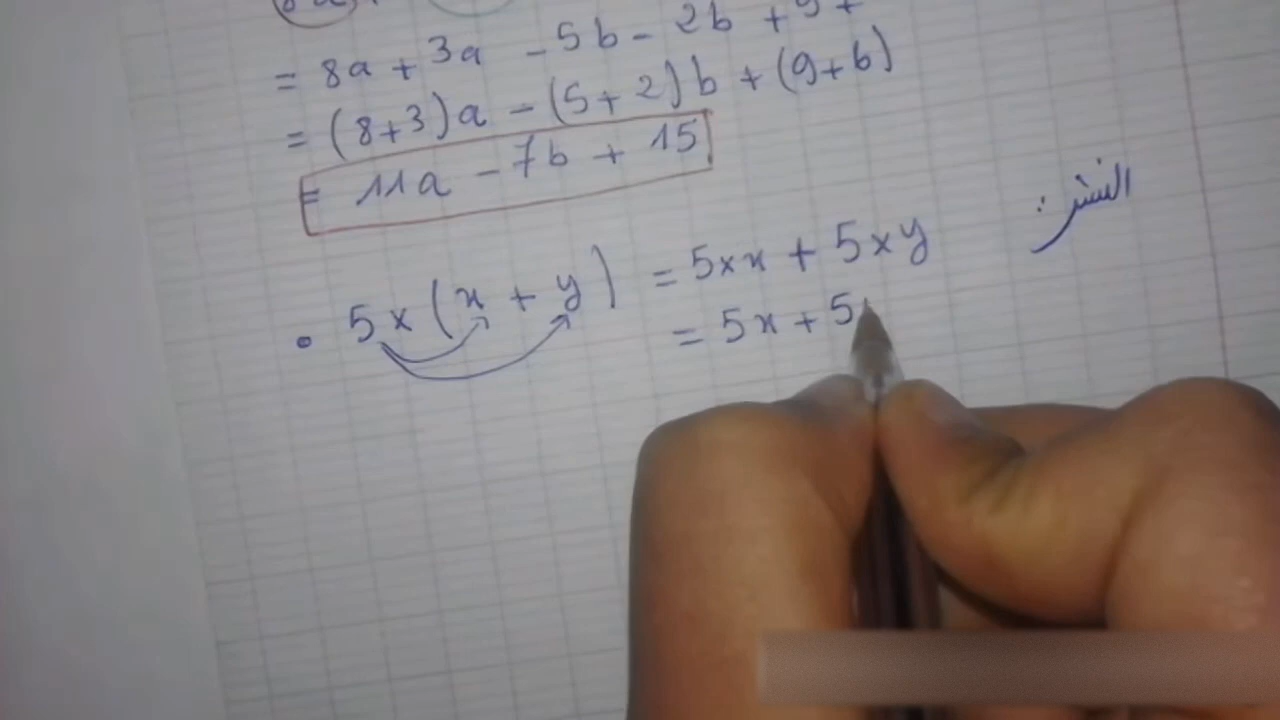 = 8a + 3a - 5b - 2b + 9 +
= (8+3)a - (5+2)b + (9+6)
= 11a - 7b + 15
النشر :
• 5 × (x + y) = 5×x + 5×y
= 5x + 5